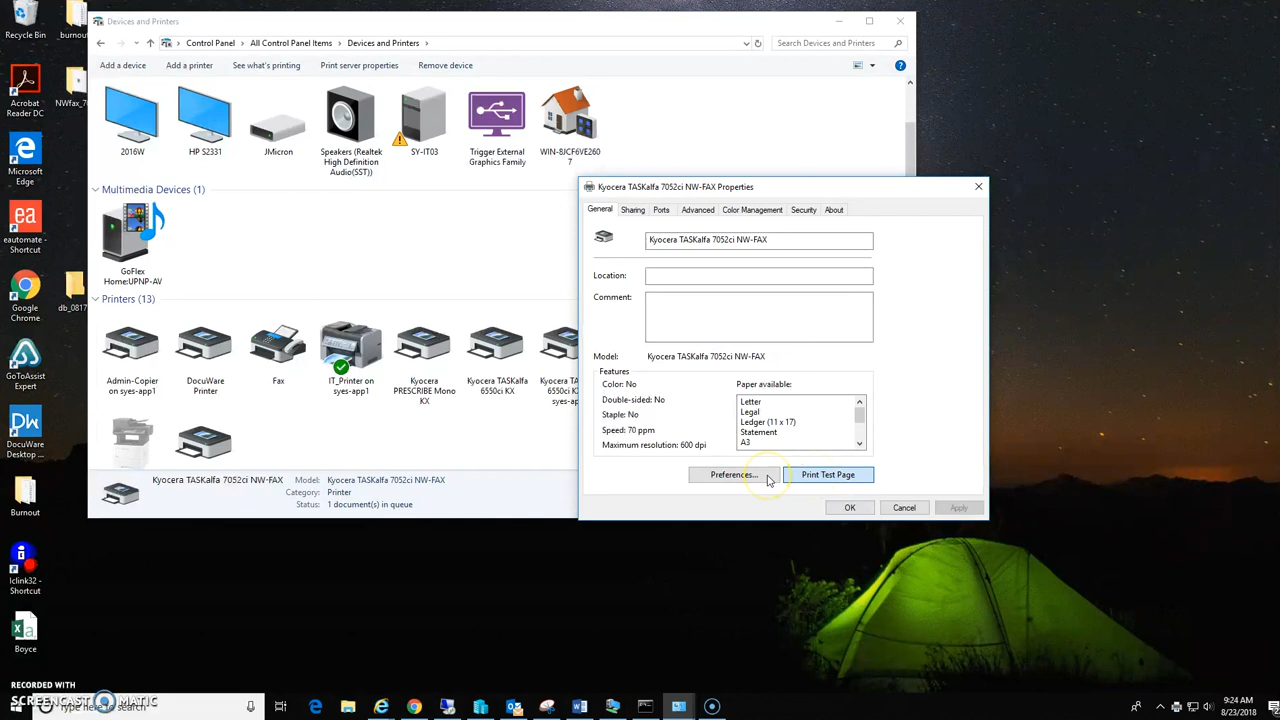 Recycle Bin
_burnout
Acrobat
Reader DC
NWfax_70
Microsoft
Edge
eautomate -
Shortcut
Google
Chrome
db_0817
GoToAssist
Expert
DocuWare
Desktop ...
Burnout
Iclink32 -
Shortcut
Boyce
Devices and Printers
Control Panel
All Control Panel Items
Devices and Printers
Search Devices and Printers
Add a device
Add a printer
See what's printing
Print server properties
Remove device
2016W
HP S2331
JMicron
Speakers (Realtek
High Definition
Audio(SST))
SY-IT03
Trigger External
Graphics Family
WIN-8JCF6VE260
7
Multimedia Devices (1)
GoFlex
Home:UPNP-AV
Printers (13)
Admin-Copier
on syes-app1
DocuWare
Printer
Fax
IT_Printer on
syes-app1
Kyocera
PRESCRIBE Mono
KX
Kyocera TASKalfa
6550ci KX
Kyocera TA
6550ci K
on
sy-ap
Kyocera TASKalfa 7052ci NW-FAX
Model: Kyocera TASKalfa 7052ci NW-FAX
Category: Printer
Status: 1 document(s) in queue
Kyocera TASKalfa 7052ci NW-FAX Properties
General Sharing Ports Advanced Color Management Security About
Kyocera TASKalfa 7052ci NW-FAX
Location:
Comment:
Model: Kyocera TASKalfa 7052ci NW-FAX
Features
Color: No
Double-sided: No
Staple: No
Speed: 70 ppm
Maximum resolution: 600 dpi
Paper available:
Letter
Legal
Ledger (11 x 17)
Statement
A3
Preferences...
Print Test Page
OK
Cancel
Apply
RECORDED WITH
SCREENCAST MATIC
Type here to search
9:24 AM
8/23/2018